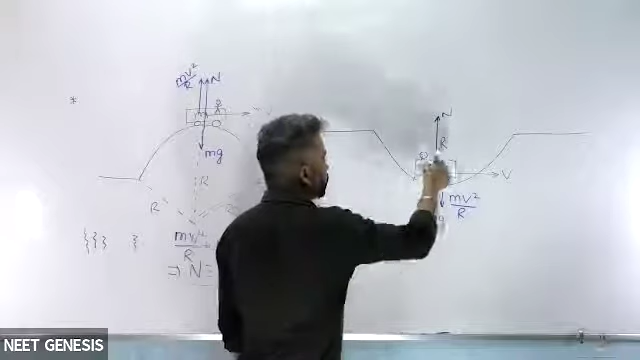 *
mv²/R N
mg
R
R
mv²/R
⇒ N =
N
R
V
mv²/R
NEET GENESIS